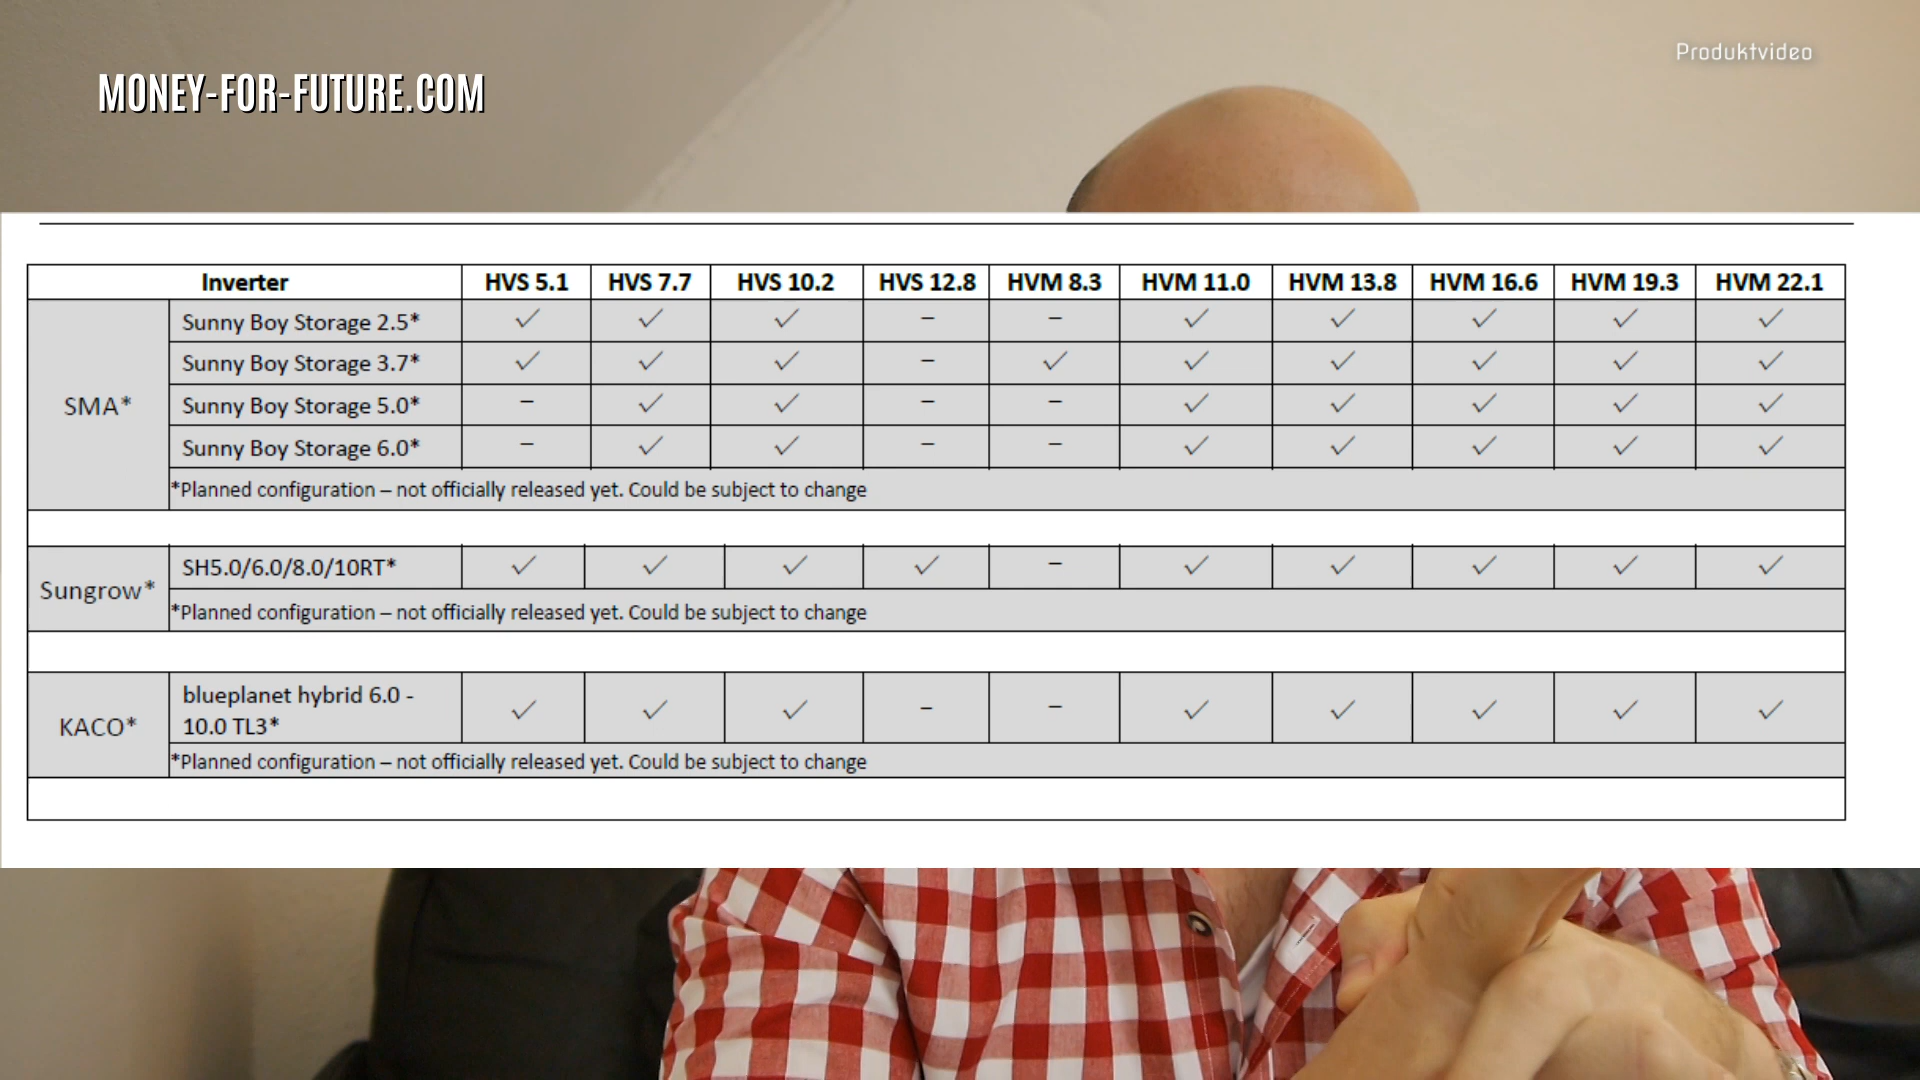 MONEY-FOR-FUTURE.COM
Produktvideo
Inverter HVS 5.1 HVS 7.7 HVS 10.2 HVS 12.8 HVM 8.3 HVM 11.0 HVM 13.8 HVM 16.6 HVM 19.3 HVM 22.1
SMA*
Sunny Boy Storage 2.5* ✓ ✓ ✓ – – ✓ ✓ ✓ ✓ ✓
Sunny Boy Storage 3.7* ✓ ✓ ✓ – ✓ ✓ ✓ ✓ ✓ ✓
Sunny Boy Storage 5.0* – ✓ ✓ – – ✓ ✓ ✓ ✓ ✓
Sunny Boy Storage 6.0* – ✓ ✓ – – ✓ ✓ ✓ ✓ ✓
*Planned configuration – not officially released yet. Could be subject to change
Sungrow*
SH5.0/6.0/8.0/10RT* ✓ ✓ ✓ ✓ – ✓ ✓ ✓ ✓ ✓
*Planned configuration – not officially released yet. Could be subject to change
KACO*
blueplanet hybrid 6.0 -
10.0 TL3* ✓ ✓ ✓ – – ✓ ✓ ✓ ✓ ✓
*Planned configuration – not officially released yet. Could be subject to change